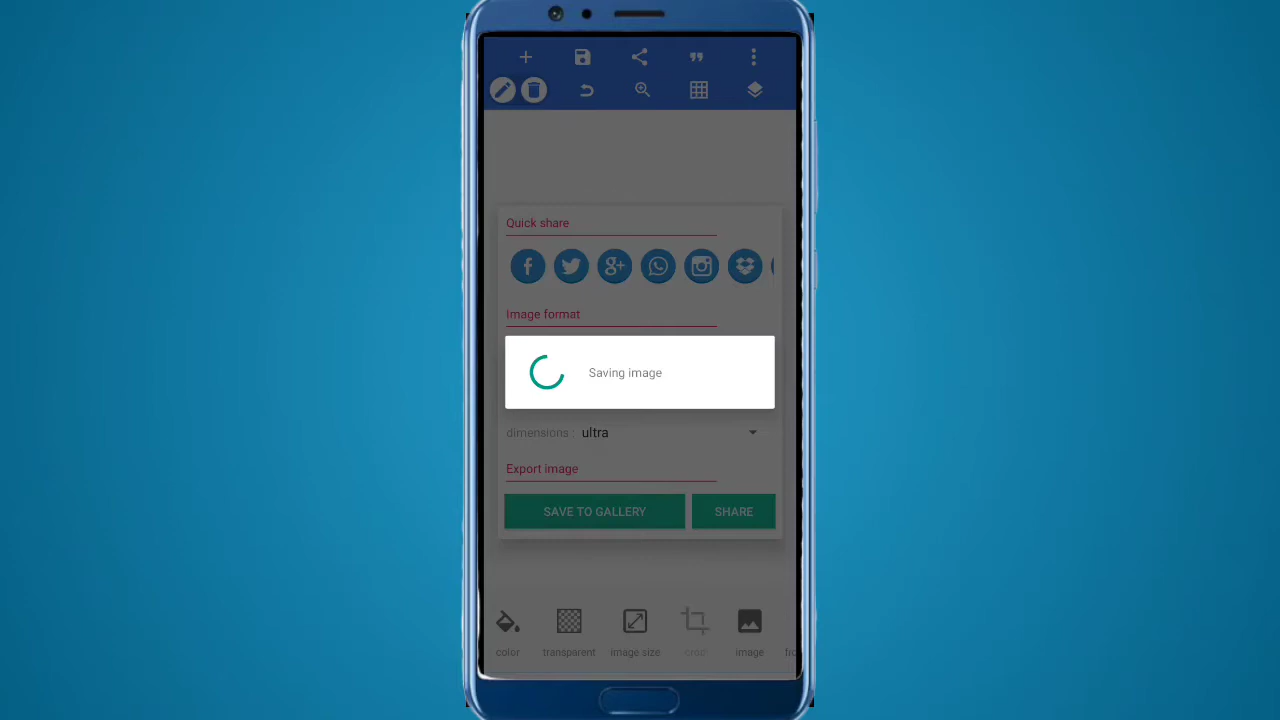 Quick share
Image format
Saving image
dimensions : ultra
Export image
SAVE TO GALLERY SHARE
color transparent image size crop image